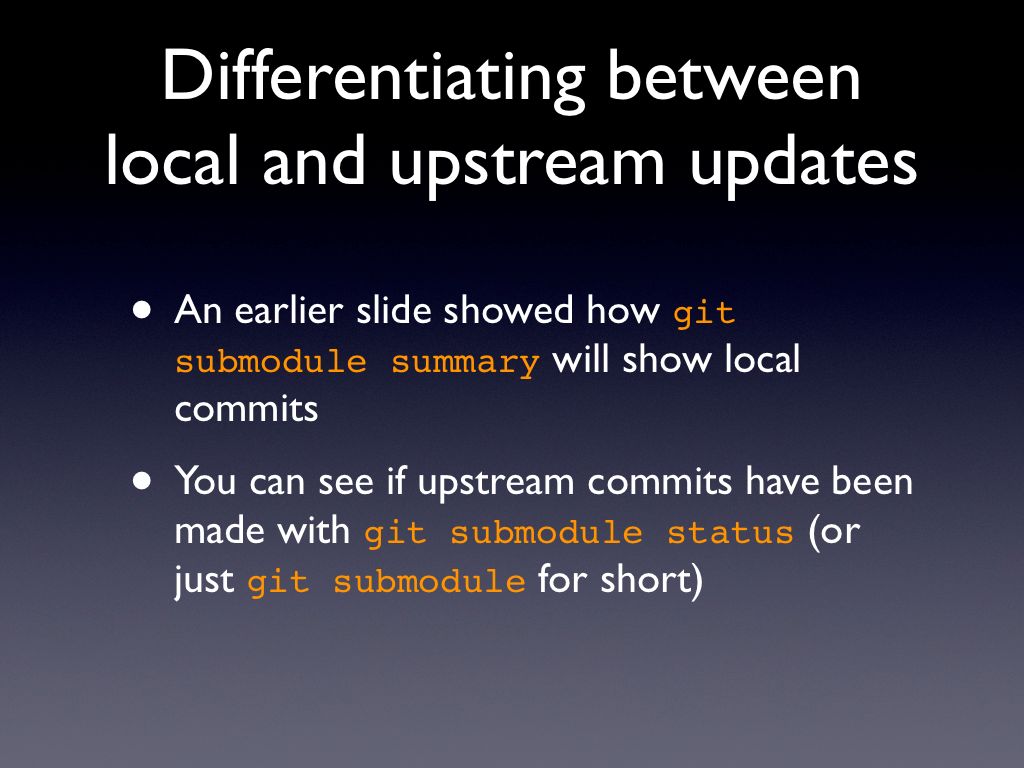 Differentiating between
local and upstream updates
• An earlier slide showed how git
submodule summary will show local
commits
• You can see if upstream commits have been
made with git submodule status (or
just git submodule for short)